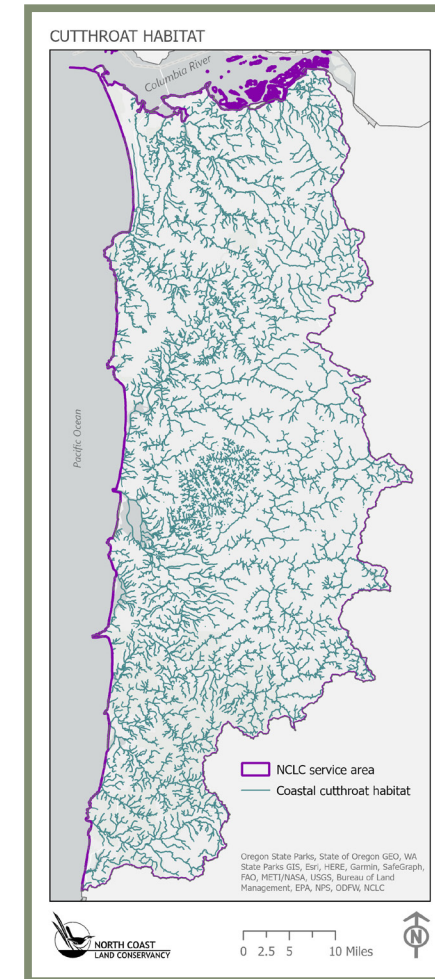 CUTTHROAT HABITAT
Columbia River
Pacific Ocean
NCLC service area
Coastal cutthroat habitat
Oregon State Parks, State of Oregon GEO, WA
State Parks GIS, Esri, HERE, Garmin, SafeGraph,
FAO, METI/NASA, USGS, Bureau of Land
Management, EPA, NPS, ODFW, NCLC
NORTH COAST
LAND CONSERVANCY
0 2.5 5 10 Miles
N